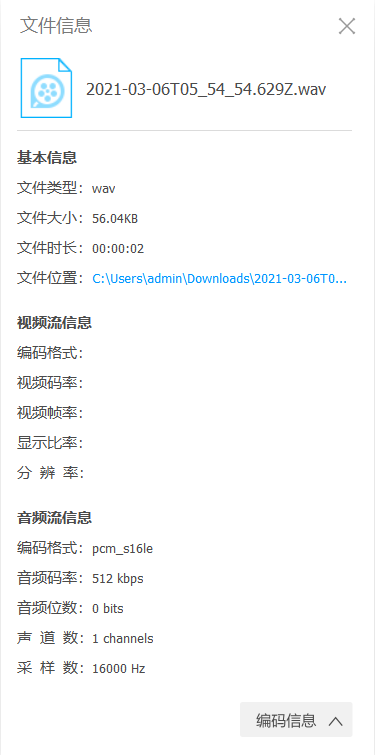 文件信息
2021-03-06T05_54_54.629Z.wav
基本信息
文件类型：wav
文件大小：56.04KB
文件时长：00:00:02
文件位置：C:\Users\admin\Downloads\2021-03-06T0...
视频流信息
编码格式：
视频码率：
视频帧率：
显示比率：
分 辨 率：
音频流信息
编码格式：pcm_s16le
音频码率：512 kbps
音频位数：0 bits
声 道 数：1 channels
采 样 数：16000 Hz
编码信息